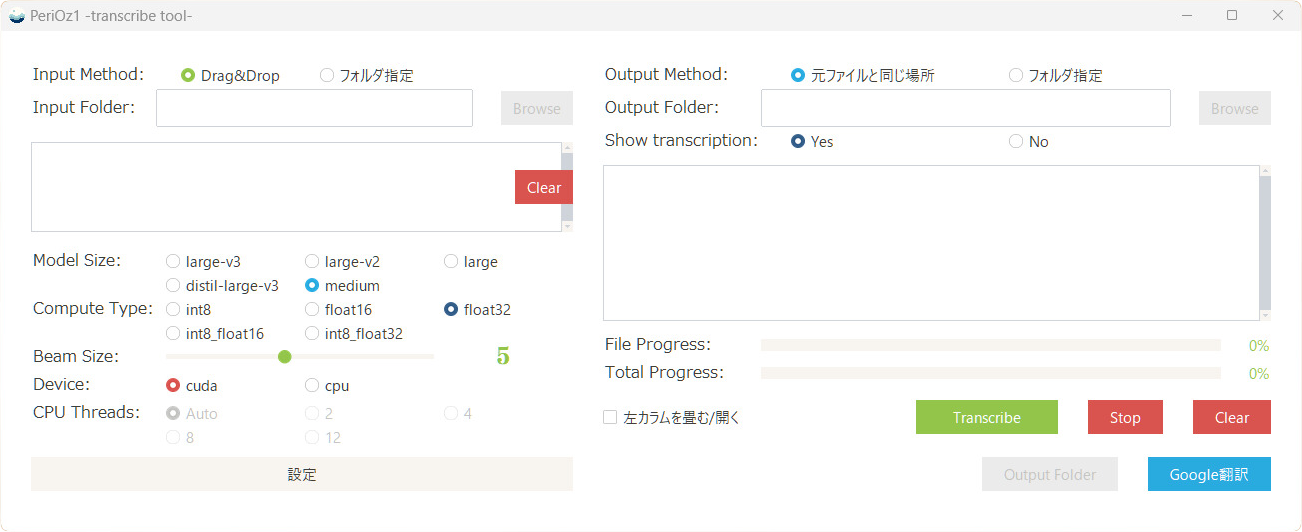 PeriOz1 -transcribe tool-
Input Method: Drag&Drop フォルダ指定
Input Folder: Browse
Clear
Model Size: large-v3 large-v2 large
distil-large-v3 medium
Compute Type: int8 float16 float32
int8_float16 int8_float32
Beam Size: 5
Device: cuda cpu
CPU Threads: Auto 2 4
8 12
設定
Output Method: 元ファイルと同じ場所 フォルダ指定
Output Folder: Browse
Show transcription: Yes No
File Progress: 0%
Total Progress: 0%
左カラムを畳む/開く Transcribe Stop Clear
Output Folder Google翻訳